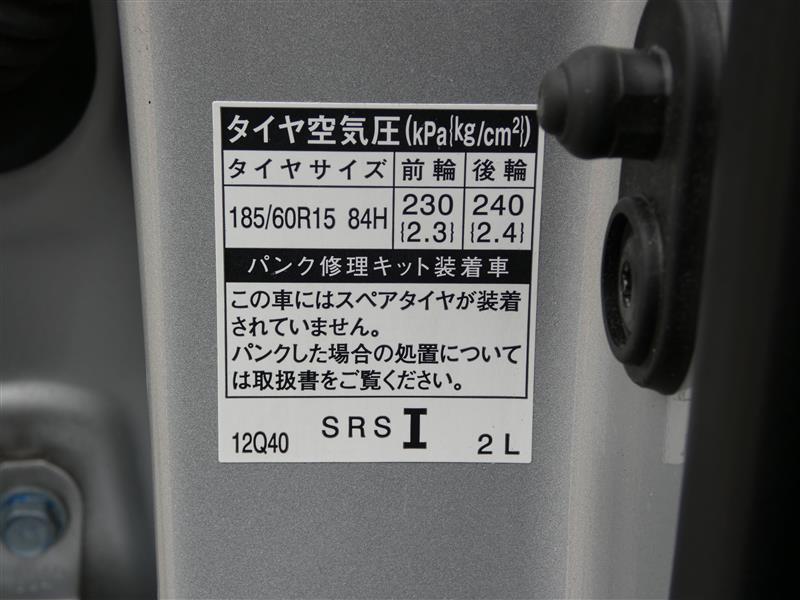 タイヤ空気圧(kPa{kg/cm²})
タイヤサイズ 前輪 後輪
185/60R15 84H 230 {2.3} 240 {2.4}
パンク修理キット装着車
この車にはスペアタイヤが装着
されていません。
パンクした場合の処置について
は取扱書をご覧ください。
12Q40 SRS I 2L